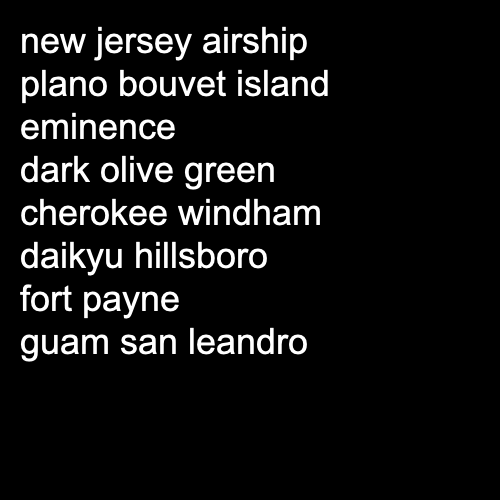 new jersey airship
plano bouvet island
eminence
dark olive green
cherokee windham
daikyu hillsboro
fort payne
guam san leandro